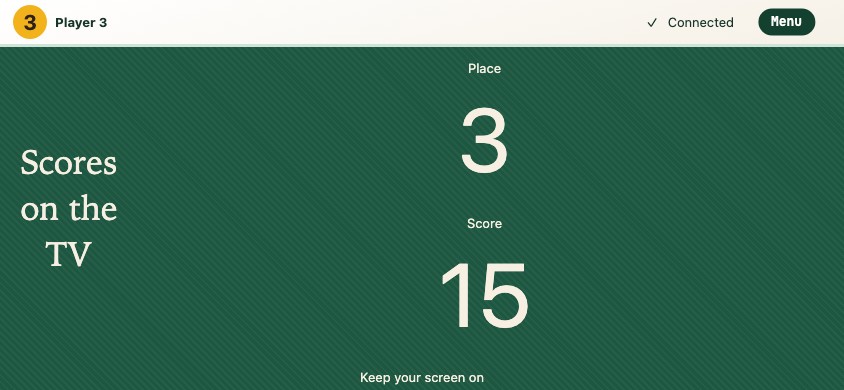 3 Player 3
✓ Connected
Menu
Scores
on the
TV
Place
3
Score
15
Keep your screen on